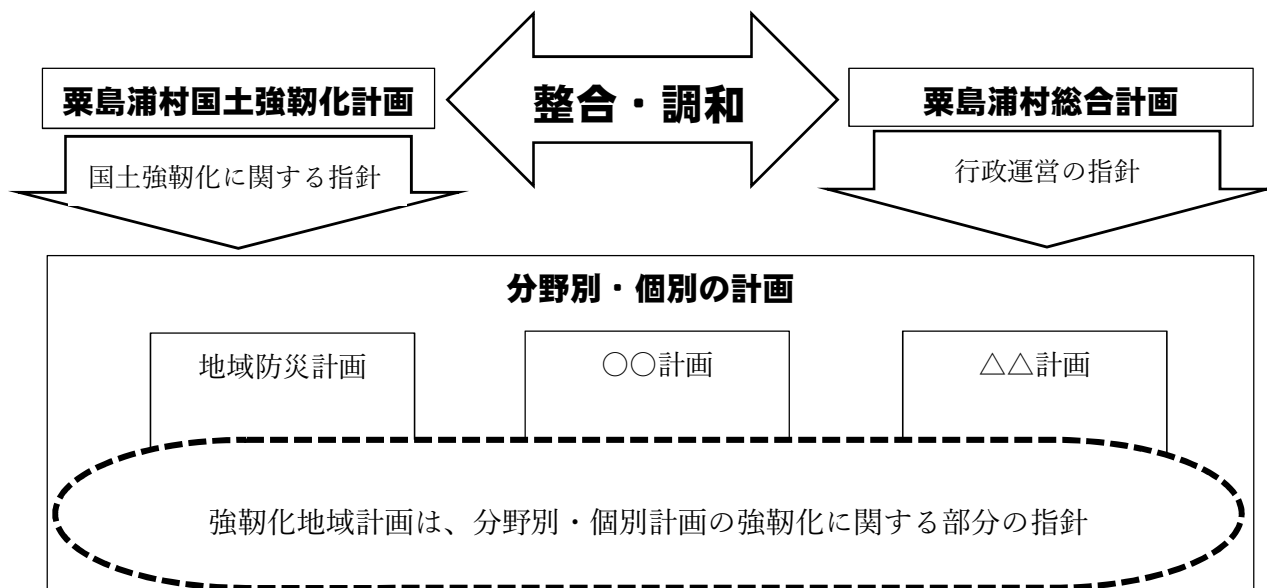 粟島浦村国土強靭化計画
整合・調和
粟島浦村総合計画
国土強靭化に関する指針
行政運営の指針
分野別・個別の計画
地域防災計画
○○計画
△△計画
強靭化地域計画は、分野別・個別計画の強靭化に関する部分の指針